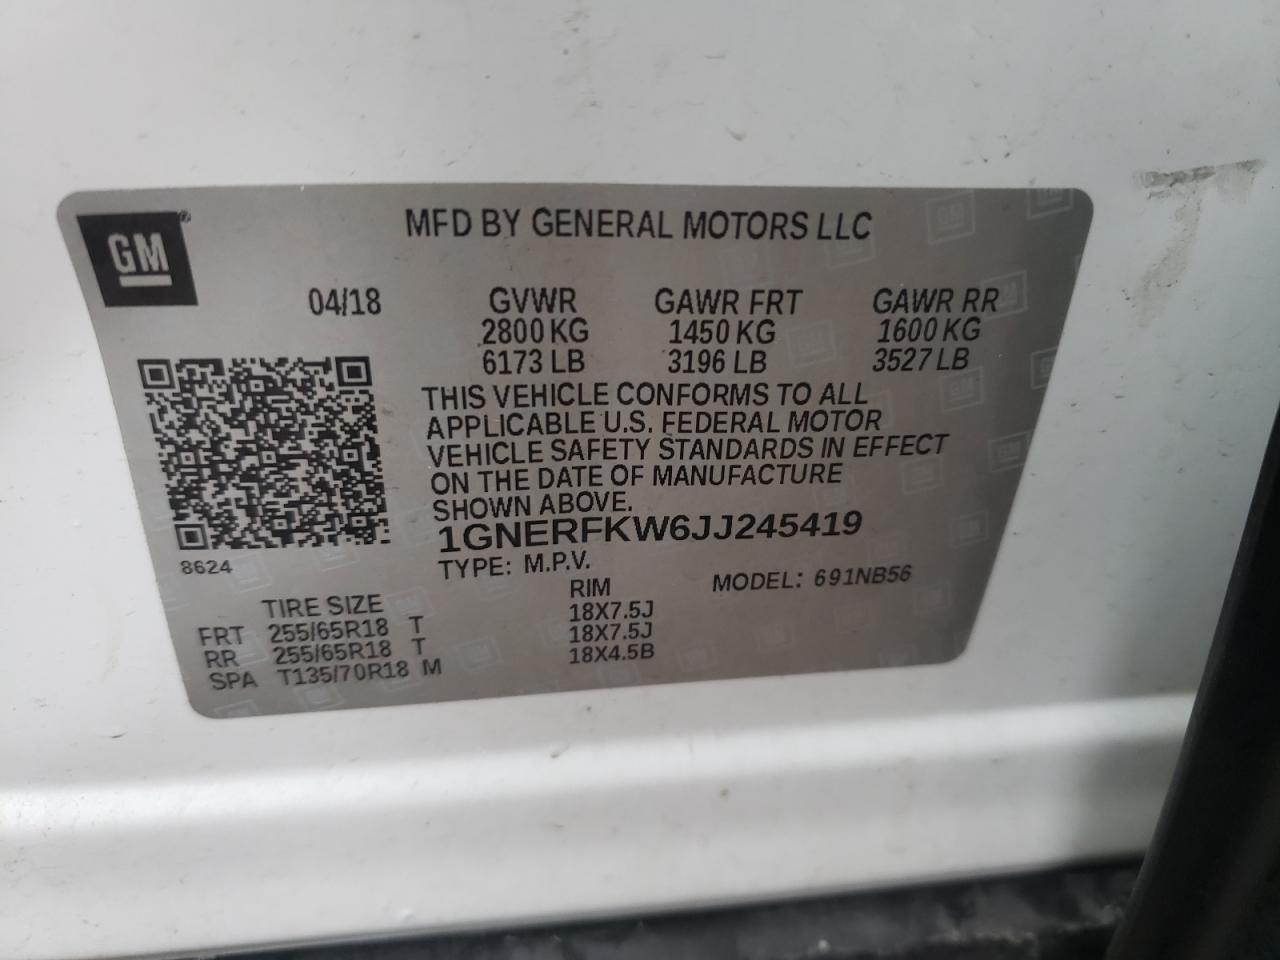 GM®
MFD BY GENERAL MOTORS LLC
04/18
GVWR GAWR FRT GAWR RR
2800 KG 1450 KG 1600 KG
6173 LB 3196 LB 3527 LB
THIS VEHICLE CONFORMS TO ALL
APPLICABLE U.S. FEDERAL MOTOR
VEHICLE SAFETY STANDARDS IN EFFECT
ON THE DATE OF MANUFACTURE
SHOWN ABOVE.
1GNERFKW6JJ245419
8624
TYPE: M.P.V.
MODEL: 691NB56
TIRE SIZE RIM
FRT 255/65R18 T 18X7.5J
RR 255/65R18 T 18X7.5J
SPA T135/70R18 M 18X4.5B